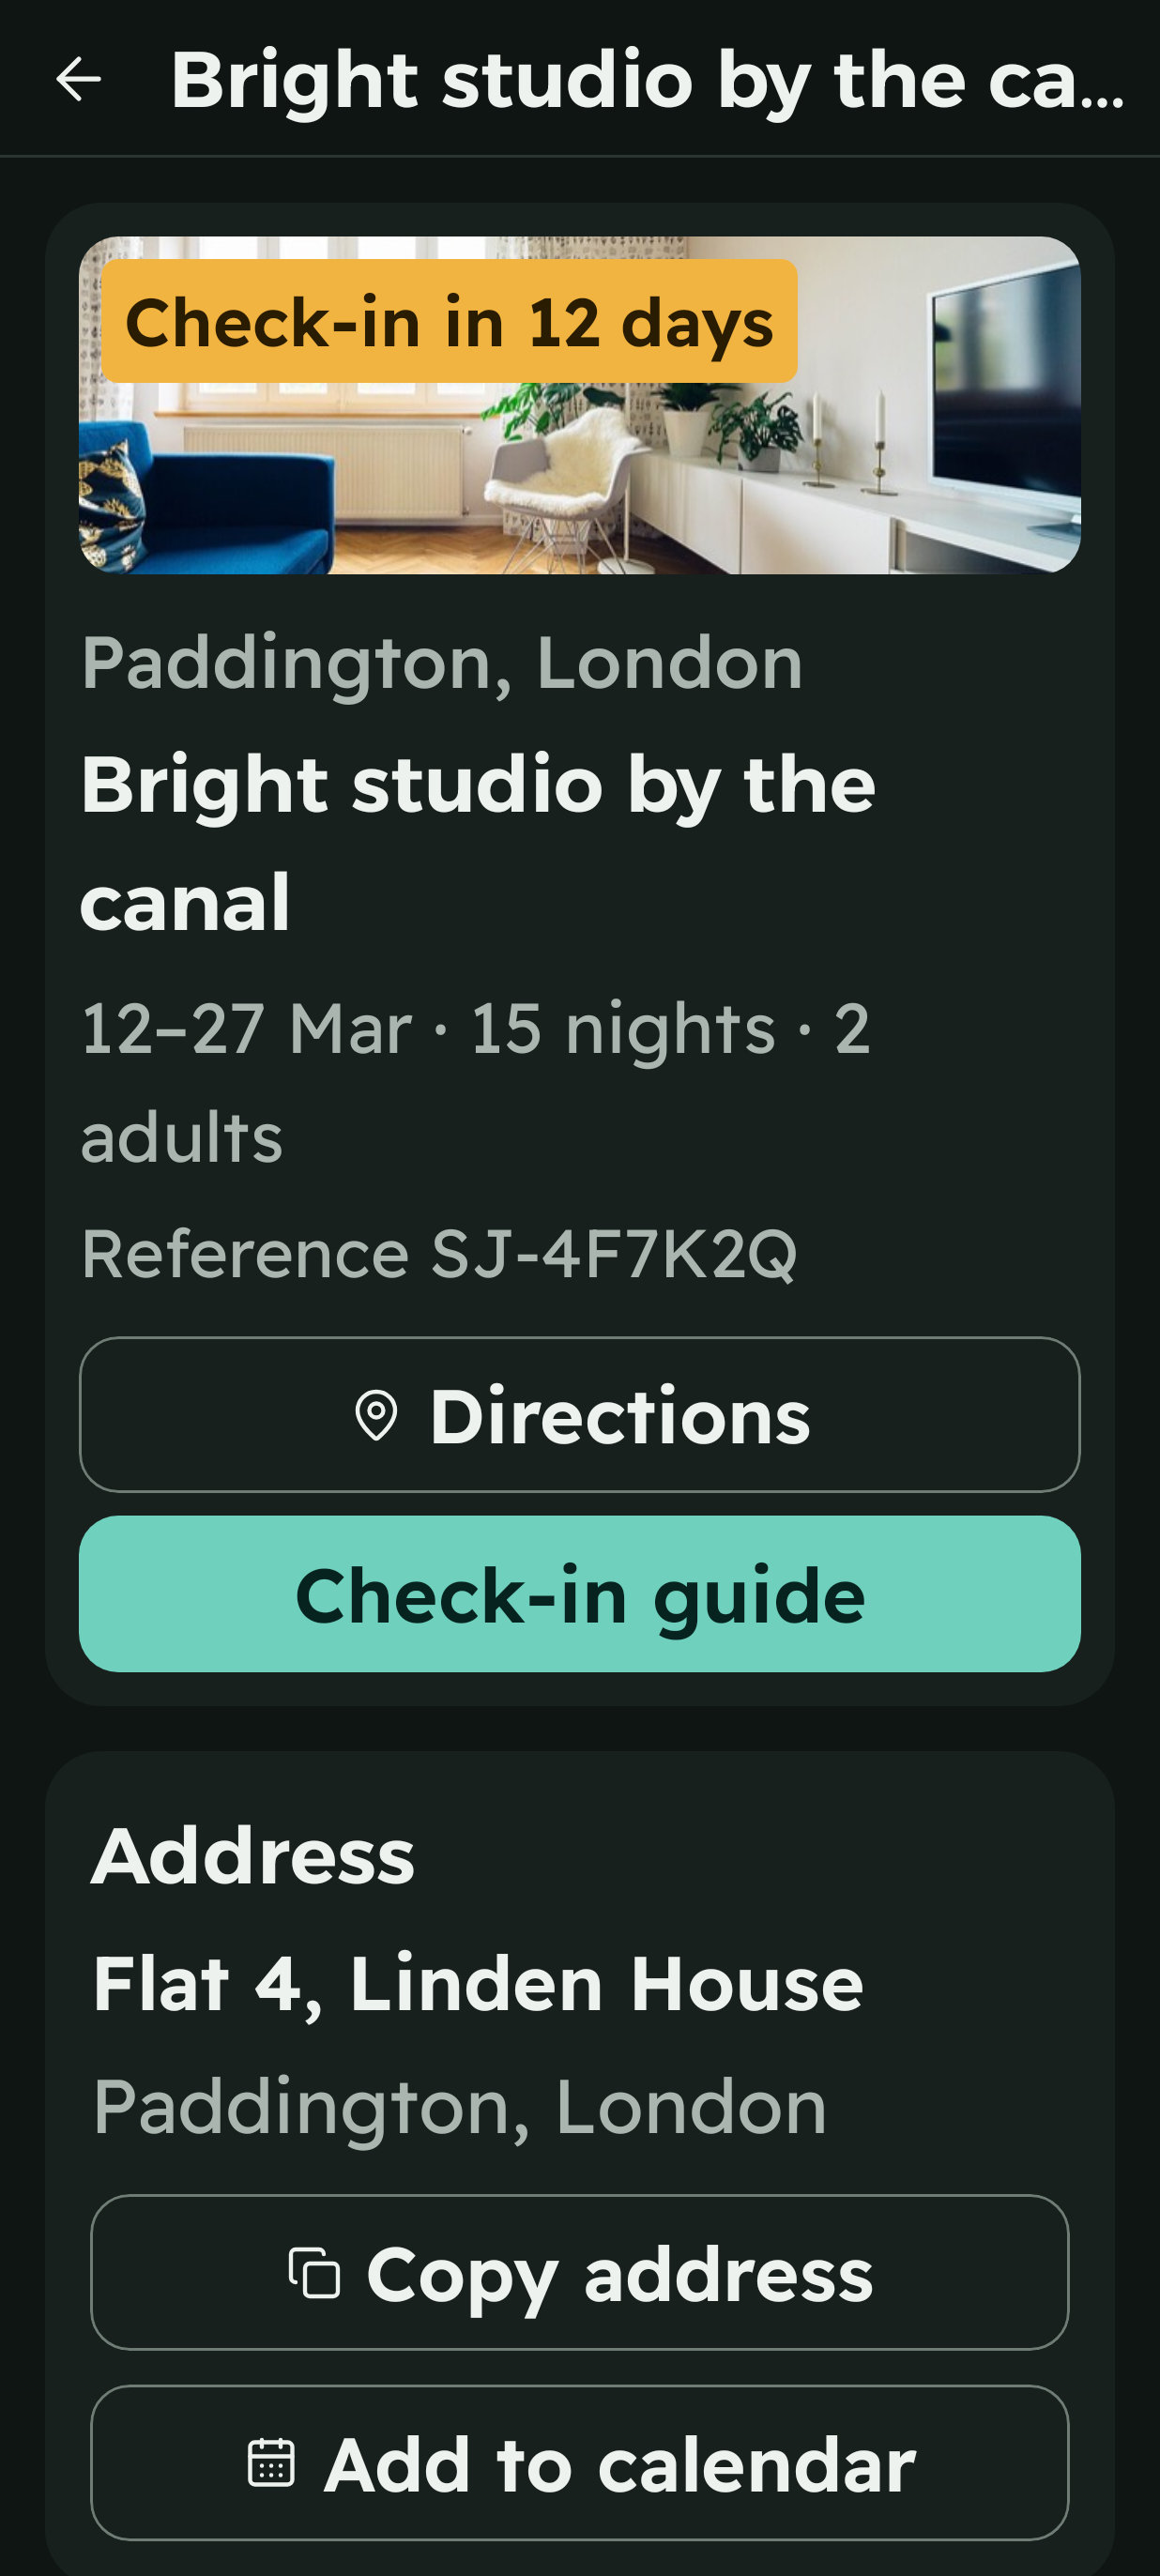 Bright studio by the ca...
Check-in in 12 days
Paddington, London
Bright studio by the
canal
12–27 Mar · 15 nights · 2
adults
Reference SJ-4F7K2Q
Directions
Check-in guide
Address
Flat 4, Linden House
Paddington, London
Copy address
Add to calendar